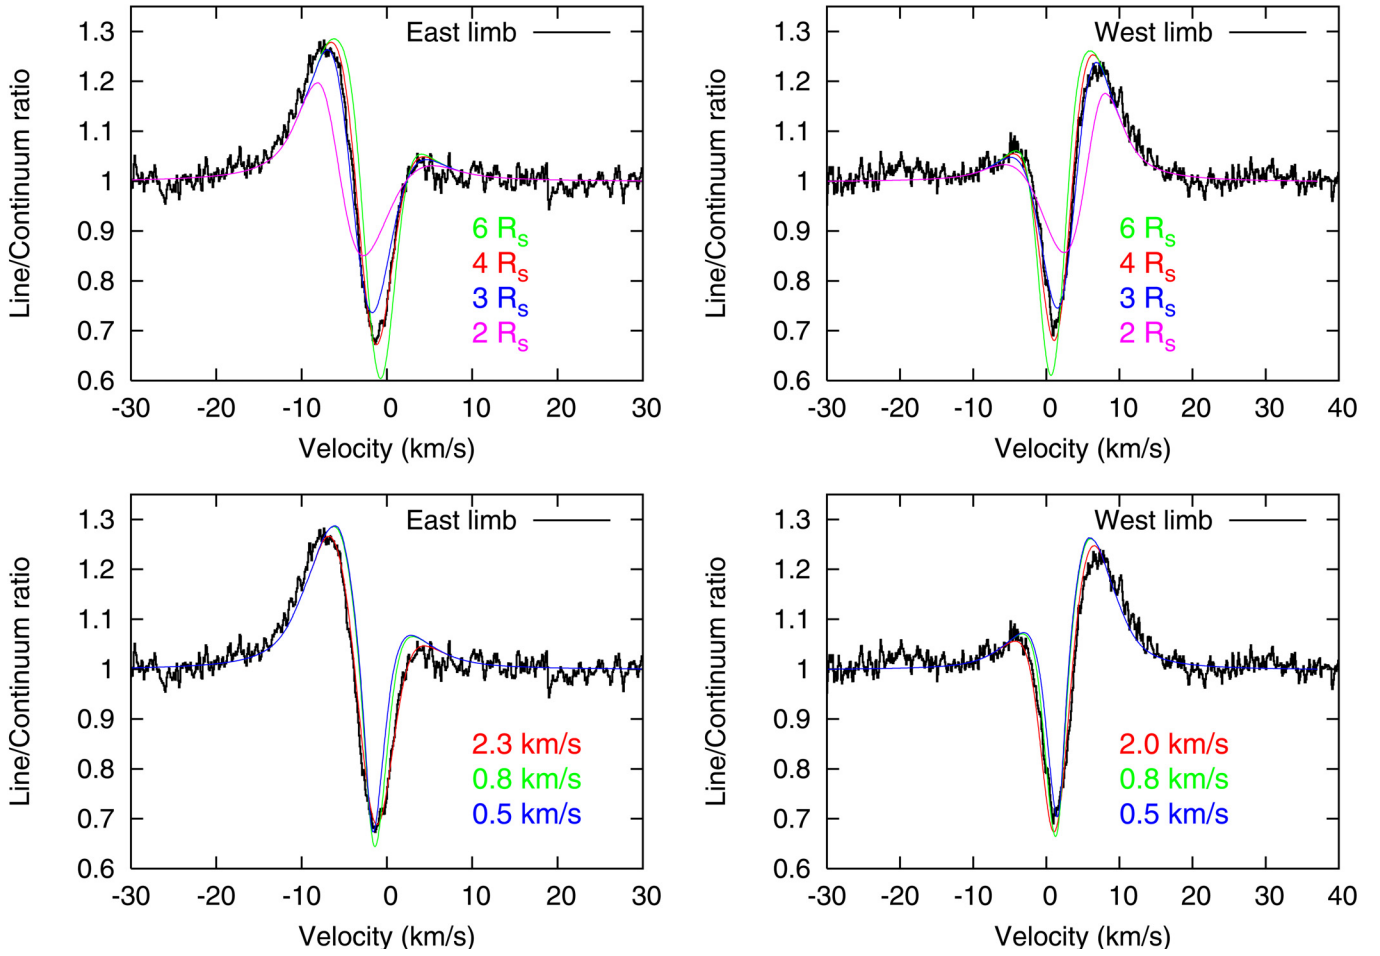 East limb
1.3
1.2
1.1
1
0.9
0.8
0.7
0.6
Line/Continuum ratio
6 Rs
4 Rs
3 Rs
2 Rs
-30 -20 -10 0 10 20 30
Velocity (km/s)
West limb
1.3
1.2
1.1
1
0.9
0.8
0.7
0.6
Line/Continuum ratio
6 Rs
4 Rs
3 Rs
2 Rs
-30 -20 -10 0 10 20 30 40
Velocity (km/s)
East limb
1.3
1.2
1.1
1
0.9
0.8
0.7
0.6
Line/Continuum ratio
2.3 km/s
0.8 km/s
0.5 km/s
-30 -20 -10 0 10 20 30
Velocity (km/s)
West limb
1.3
1.2
1.1
1
0.9
0.8
0.7
0.6
Line/Continuum ratio
2.0 km/s
0.8 km/s
0.5 km/s
-30 -20 -10 0 10 20 30 40
Velocity (km/s)